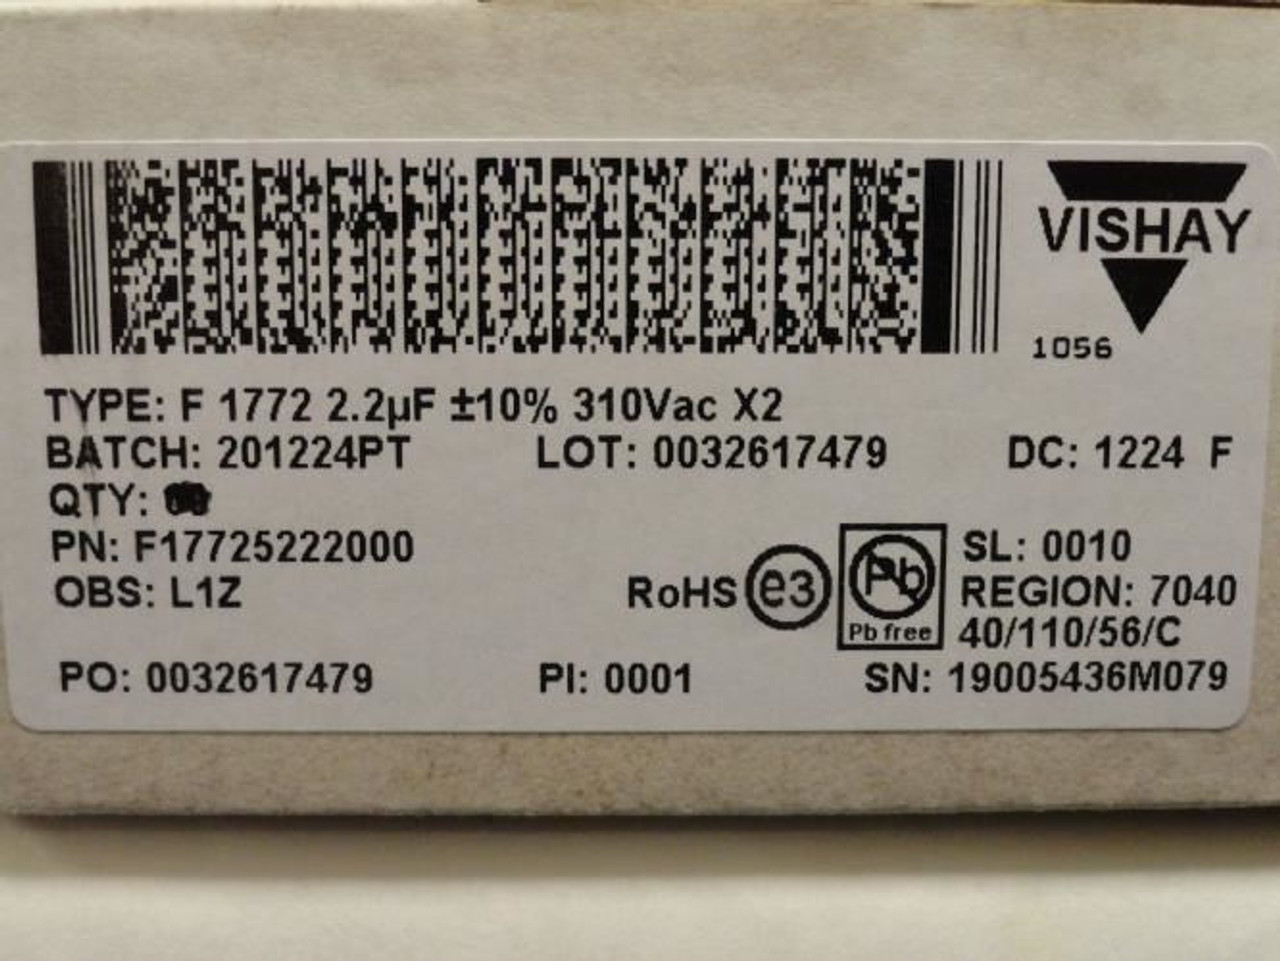 VISHAY
1056
TYPE: F 1772 2.2µF ±10% 310Vac X2
BATCH: 201224PT LOT: 0032617479 DC: 1224 F
QTY:
PN: F17725222000
SL: 0010
OBS: L1Z RoHS e3 Pb REGION: 7040
Pb free 40/110/56/C
PO: 0032617479 PI: 0001 SN: 19005436M079